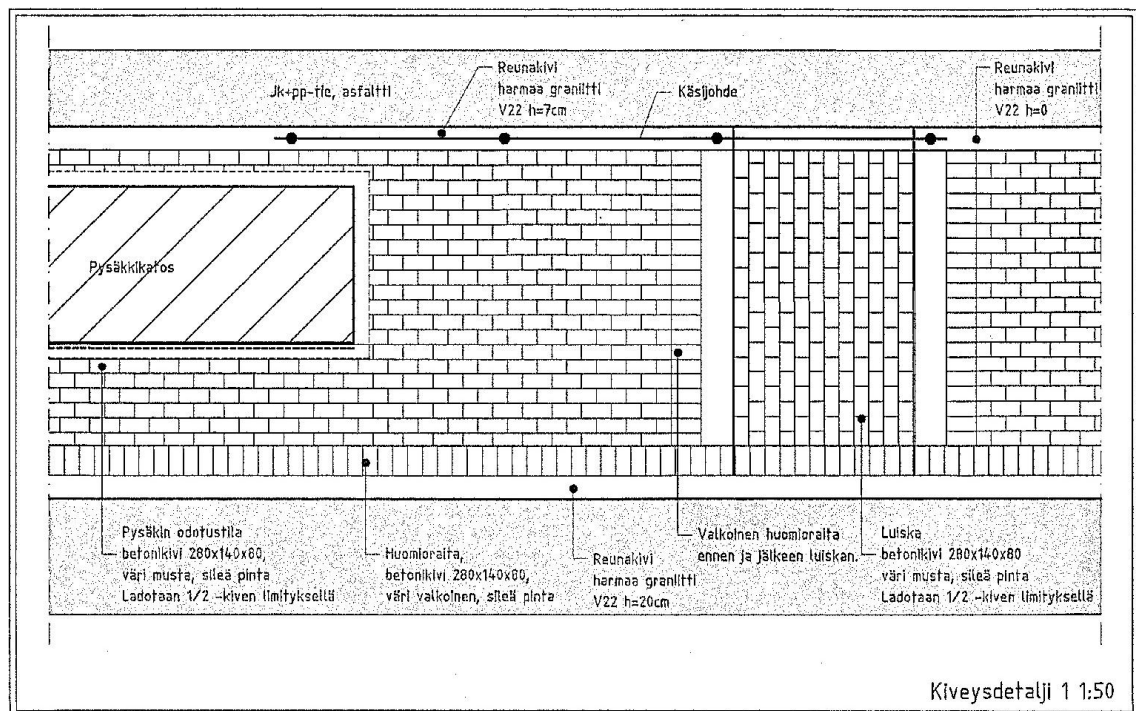 Jk+pp-tie, asfaltti
Reunakivi
harmaa graniitti
V22 h=7cm
Käsijohde
Reunakivi
harmaa graniitti
V22 h=0
Pysäkkikatos
Pysäkin odotustila
betonikivi 280x140x80,
väri musta, sileä pinta
Ladotaan 1/2 -kiven limityksellä
Huomioraita,
betonikivi 280x140x80,
väri valkoinen, sileä pinta
Reunakivi
harmaa graniitti
V22 h=20cm
Valkoinen huomioraita
ennen ja jälkeen luiskan.
Luiska
betonikivi 280x140x80
väri musta, sileä pinta
Ladotaan 1/2 -kiven limityksellä
Kiveysdetalji 1 1:50